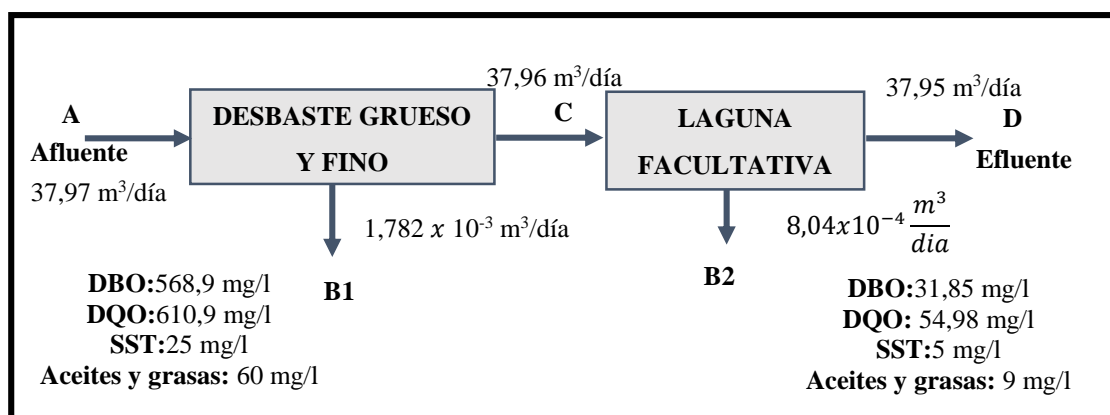 A
Afluente
37,97 m³/día
DESBASTE GRUESO
Y FINO
37,96 m³/día
C
LAGUNA
FACULTATIVA
37,95 m³/día
D
Efluente
1,782 x 10⁻³ m³/día
B1
8,04x10⁻⁴ m³/dia
B2
DBO:568,9 mg/l
DQO:610,9 mg/l
SST:25 mg/l
Aceites y grasas: 60 mg/l
DBO:31,85 mg/l
DQO: 54,98 mg/l
SST:5 mg/l
Aceites y grasas: 9 mg/l